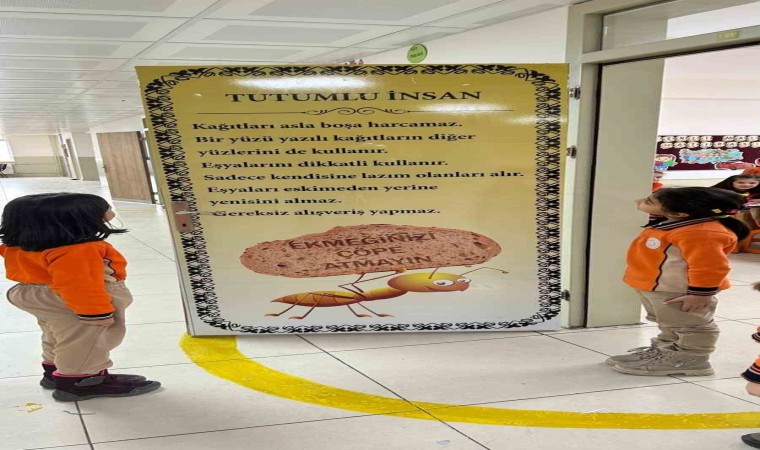 TUTUMLU İNSAN
Kağıtları asla boşa harcamaz.
Bir yüzü yazılı kağıtların diğer
yüzlerini de kullanır.
Eşyalarını dikkatli kullanır.
Sadece kendisine lazım olanları alır.
Eşyaları eskimeden yerine
yenisini almaz.
Gereksiz alışveriş yapmaz.
EKMEĞİNİZİ
ÇÖPE
ATMAYIN